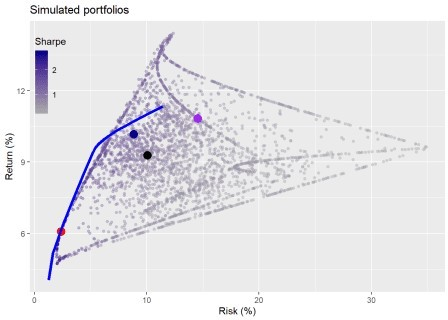 Simulated portfolios
Sharpe
2
1
12
9
6
Return (%)
0
10
20
30
Risk (%)